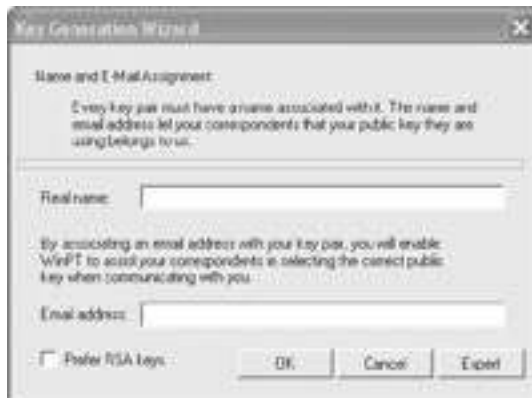 Key Generation Wizard
Name and E-Mail Assignment
Every key pair must have a name associated with it. The name and
email address let your correspondents that your public key they are
using belongs to us.
Real name:
By associating an email address with your key pair, you will enable
WinPT to assist your correspondents in selecting the correct public
key when communicating with you.
Email address:
Prefer RSA keys
OK
Cancel
Expert